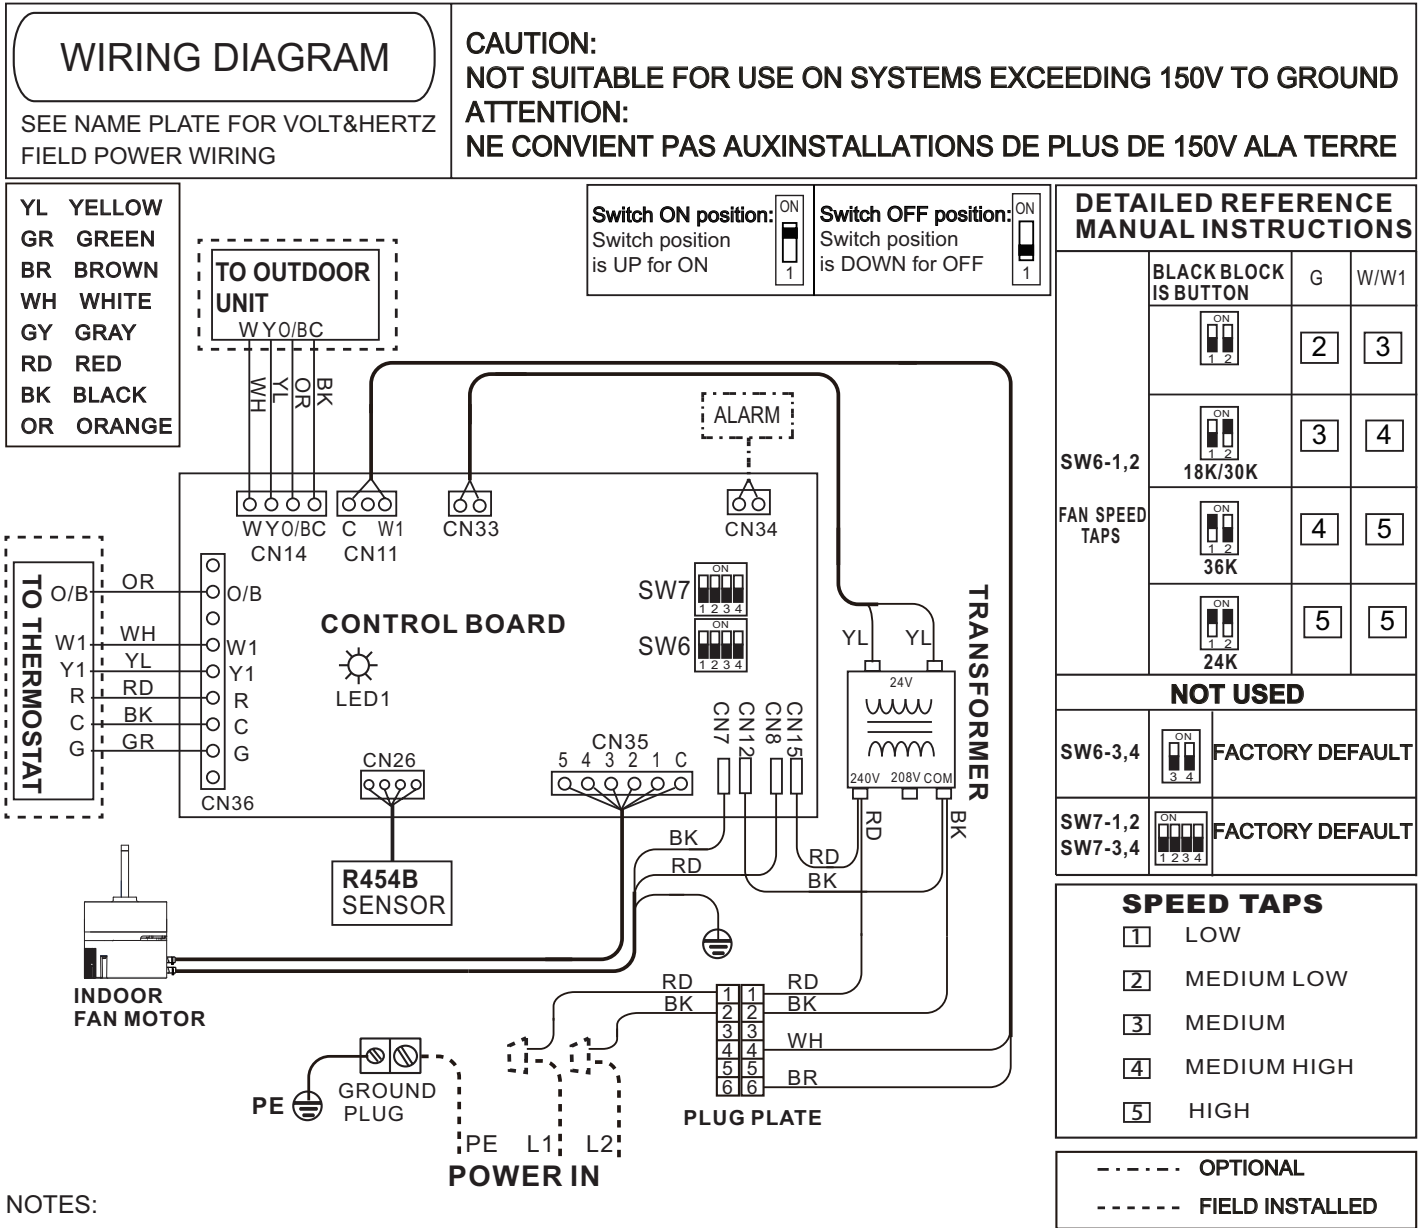 WIRING DIAGRAM
SEE NAME PLATE FOR VOLT&HERTZ
FIELD POWER WIRING
CAUTION:
NOT SUITABLE FOR USE ON SYSTEMS EXCEEDING 150V TO GROUND
ATTENTION:
NE CONVIENT PAS AUXINSTALLATIONS DE PLUS DE 150V ALA TERRE
YL YELLOW
GR GREEN
BR BROWN
WH WHITE
GY GRAY
RD RED
BK BLACK
OR ORANGE
TO OUTDOOR
UNIT
W Y O/B C
WH YL OR BK
Switch ON position:
Switch position
is UP for ON
ON
1
Switch OFF position:
Switch position
is DOWN for OFF
ON
1
ALARM
W Y O/B C
CN14
C W1
CN11
CN33
CN34
TO THERMOSTAT
O/B OR O/B
W1 WH W1
Y1 YL Y1
R RD R
C BK C
G GR G
CN36
CONTROL BOARD
LED1
SW7
ON
1 2 3 4
SW6
ON
1 2 3 4
CN26
R454B
SENSOR
CN35
5 4 3 2 1 C
CN7 CN12 CN8 CN15
TRANSFORMER
YL YL
24V
240V 208V COM
RD BK
BK
RD
RD
BK
INDOOR
FAN MOTOR
RD 1 1 RD
BK 2 2 BK
3 3
4 4 WH
5 5
6 6 BR
PLUG PLATE
PE
GROUND
PLUG
PE L1 L2
POWER IN
NOTES:
DETAILED REFERENCE
MANUAL INSTRUCTIONS
BLACK BLOCK
IS BUTTON
G W/W1
SW6-1,2
FAN SPEED
TAPS
ON
1 2
2 3
ON
1 2
18K/30K
3 4
ON
1 2
36K
4 5
ON
1 2
24K
5 5
NOT USED
SW6-3,4
ON
3 4
FACTORY DEFAULT
SW7-1,2
SW7-3,4
ON
1 2 3 4
FACTORY DEFAULT
SPEED TAPS
1 LOW
2 MEDIUM LOW
3 MEDIUM
4 MEDIUM HIGH
5 HIGH
OPTIONAL
FIELD INSTALLED